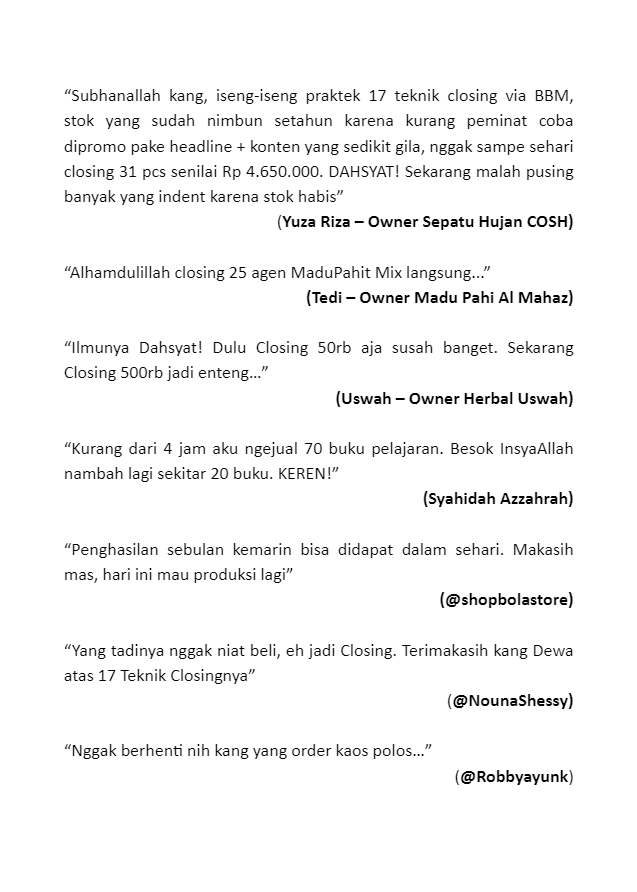 “Subhanallah kang, iseng-iseng praktek 17 teknik closing via BBM,
stok yang sudah nimbun setahun karena kurang peminat coba
dipromo pake headline + konten yang sedikit gila, nggak sampe sehari
closing 31 pcs senilai Rp 4.650.000. DAHSYAT! Sekarang malah pusing
banyak yang indent karena stok habis”
(Yuza Riza – Owner Sepatu Hujan COSH)
“Alhamdulillah closing 25 agen MaduPahit Mix langsung...”
(Tedi – Owner Madu Pahi Al Mahaz)
“Ilmunya Dahsyat! Dulu Closing 50rb aja susah banget. Sekarang
Closing 500rb jadi enteng…”
(Uswah – Owner Herbal Uswah)
“Kurang dari 4 jam aku ngejual 70 buku pelajaran. Besok InsyaAllah
nambah lagi sekitar 20 buku. KEREN!”
(Syahidah Azzahrah)
“Penghasilan sebulan kemarin bisa didapat dalam sehari. Makasih
mas, hari ini mau produksi lagi”
(@shopbolastore)
“Yang tadinya nggak niat beli, eh jadi Closing. Terimakasih kang Dewa
atas 17 Teknik Closingnya”
(@NounaShessy)
“Nggak berhenti nih kang yang order kaos polos…”
(@Robbyayunk)